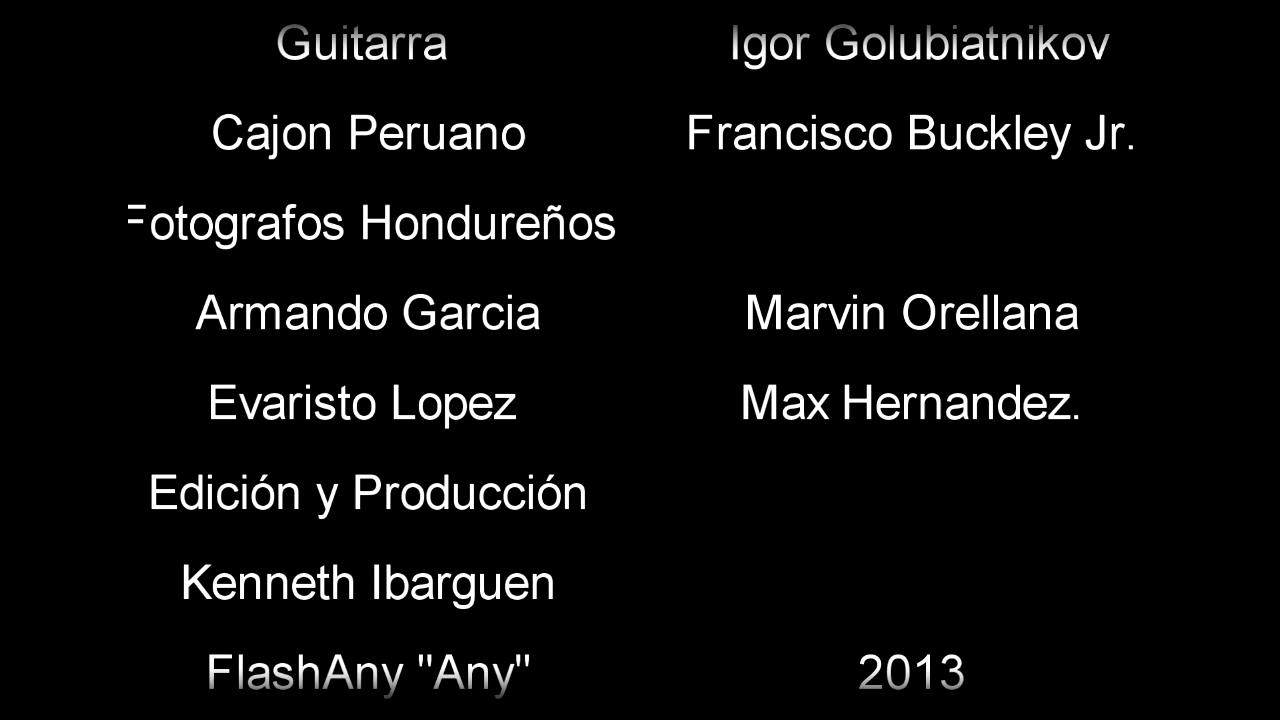 Guitarra Igor Golubiatnikov
Cajon Peruano Francisco Buckley Jr.
Fotografos Hondureños
Armando Garcia Marvin Orellana
Evaristo Lopez Max Hernandez.
Edición y Producción
Kenneth Ibarguen
FlashAny "Any" 2013